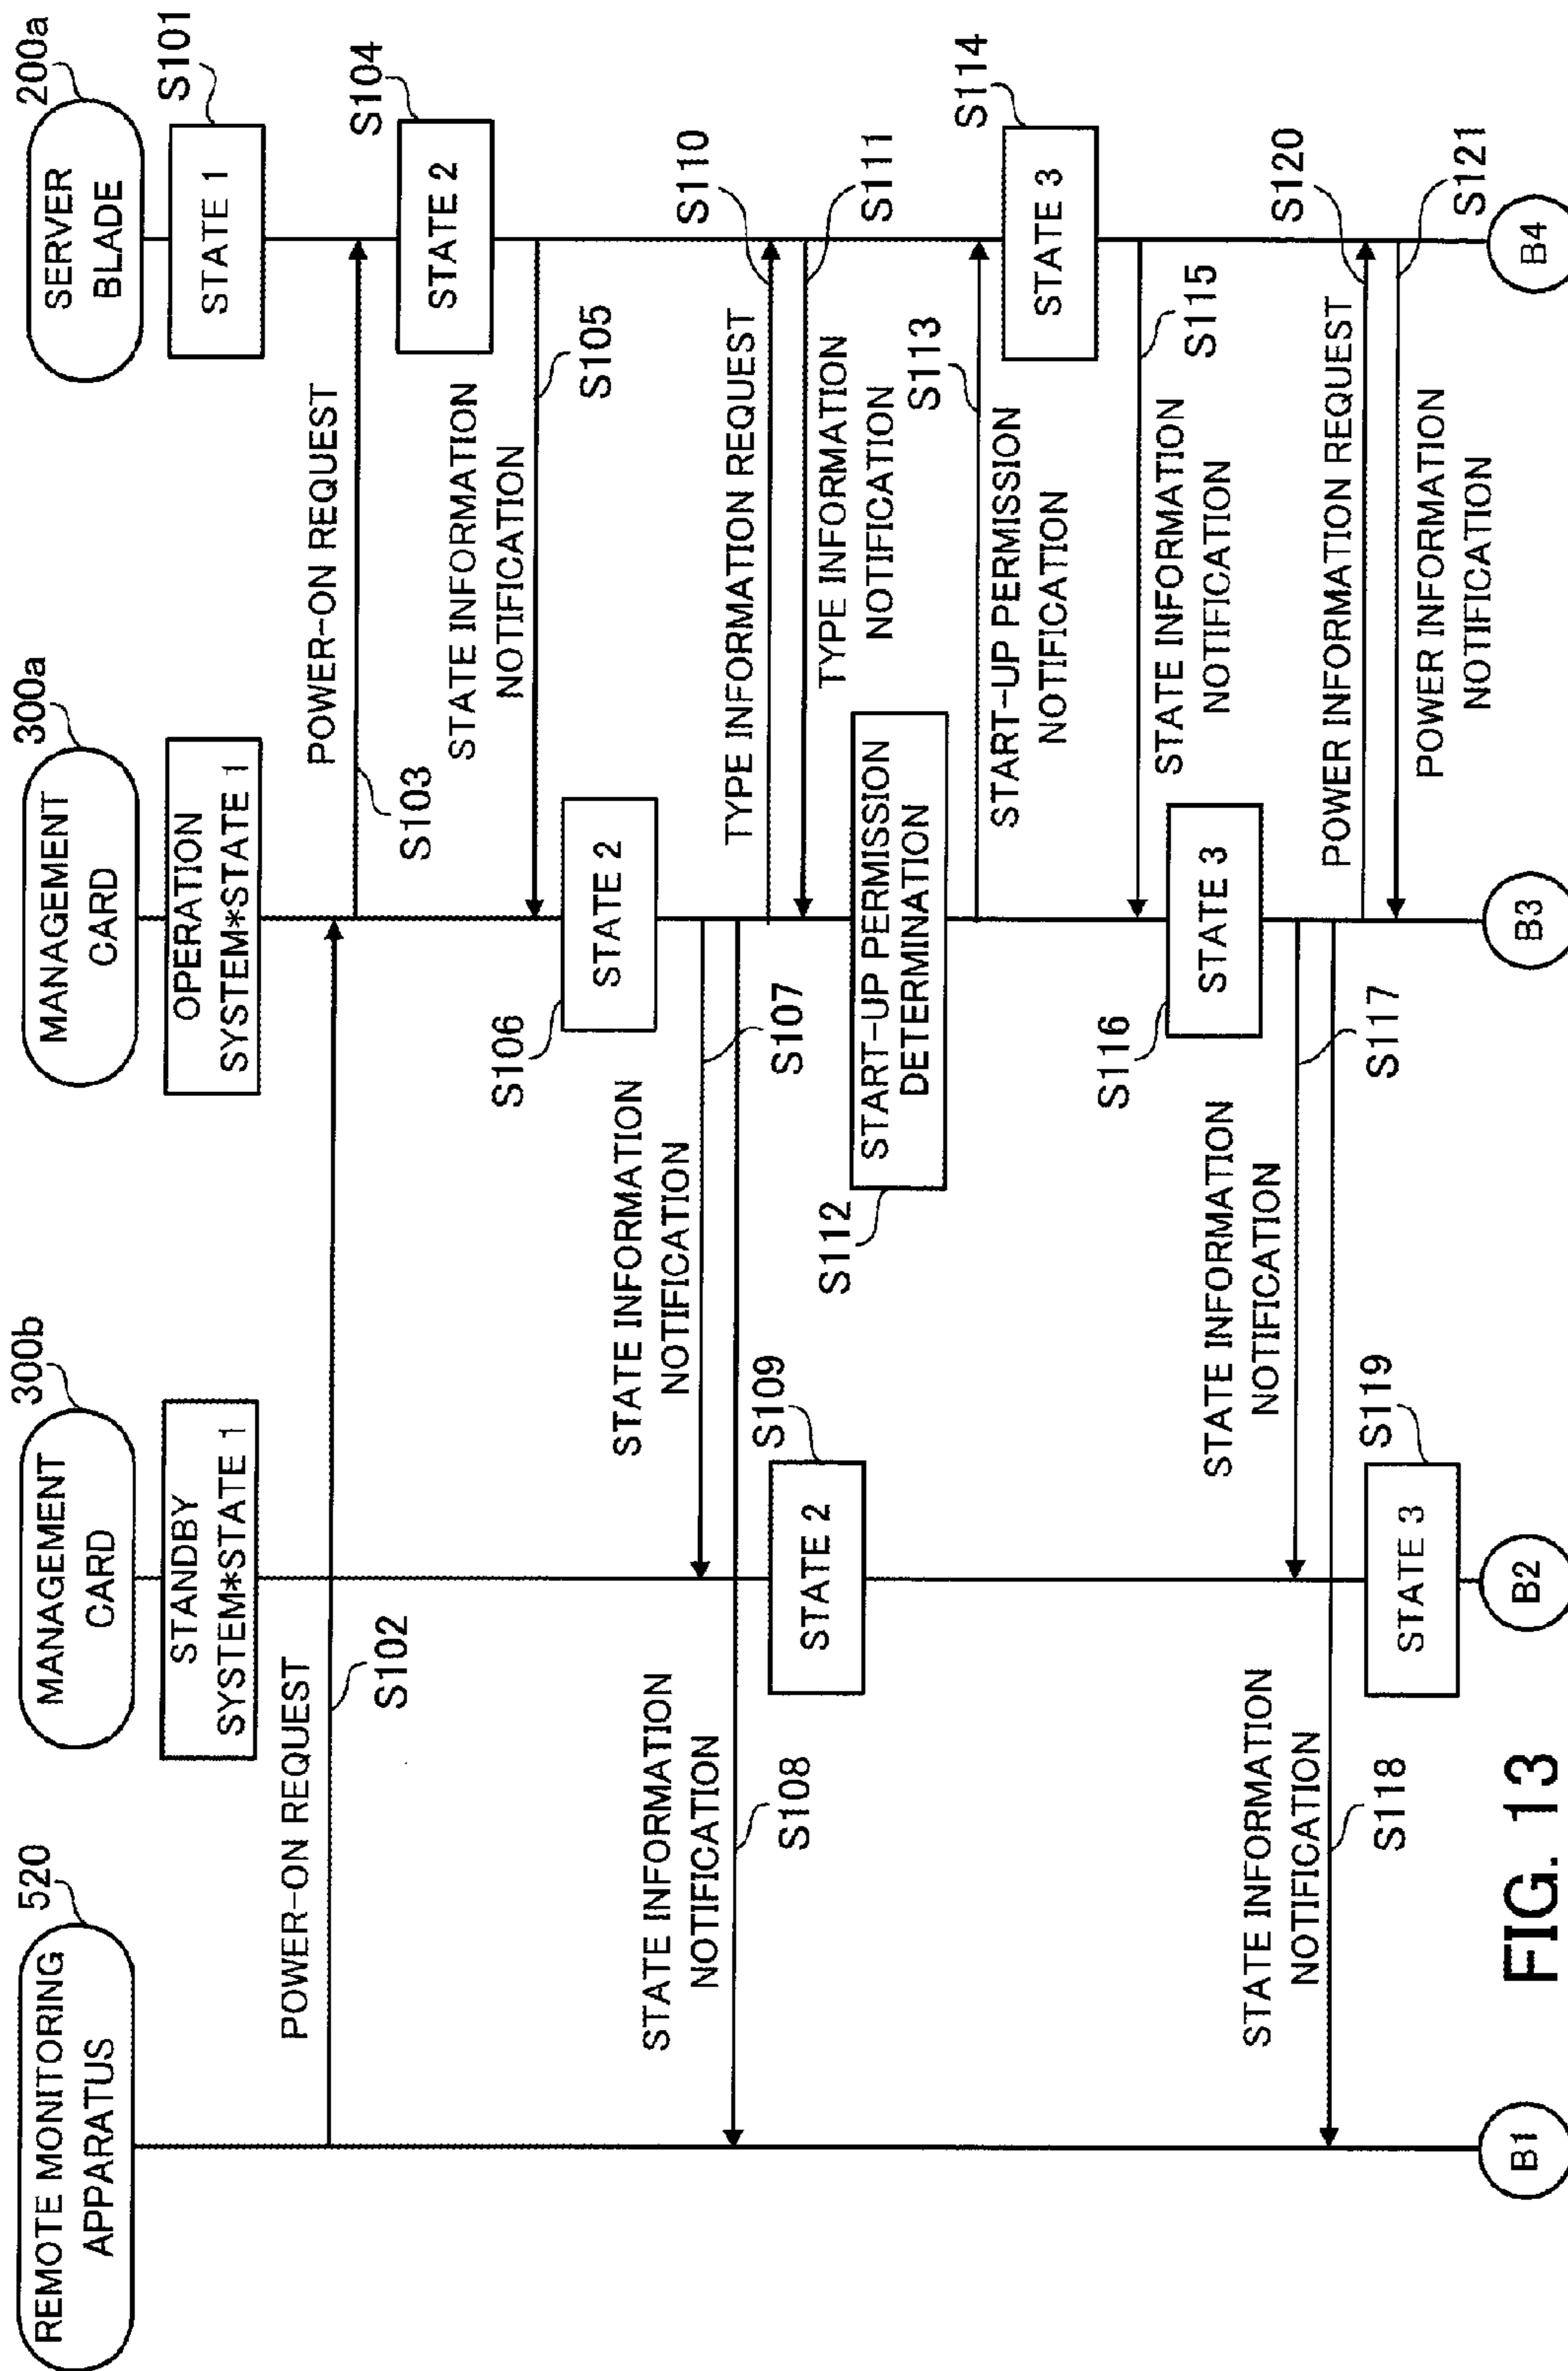 REMOTE MONITORING
APPARATUS
520
MANAGEMENT
CARD
300b
MANAGEMENT
CARD
300a
SERVER
BLADE
200a
STANDBY
SYSTEM*STATE 1
OPERATION
SYSTEM*STATE 1
STATE 1
S101
POWER-ON REQUEST
S102
POWER-ON REQUEST
S103
STATE 2
S104
STATE INFORMATION
NOTIFICATION
S105
STATE 2
S106
STATE INFORMATION
NOTIFICATION
S107
STATE INFORMATION
NOTIFICATION
S108
STATE 2
S109
TYPE INFORMATION REQUEST
S110
TYPE INFORMATION
NOTIFICATION
S111
START-UP PERMISSION
DETERMINATION
S112
START-UP PERMISSION
NOTIFICATION
S113
STATE 3
S114
STATE INFORMATION
NOTIFICATION
S115
STATE 3
S116
STATE INFORMATION
NOTIFICATION
S117
STATE INFORMATION
NOTIFICATION
S118
STATE 3
S119
POWER INFORMATION REQUEST
S120
POWER INFORMATION
NOTIFICATION
S121
B1
B2
B3
B4
FIG. 13